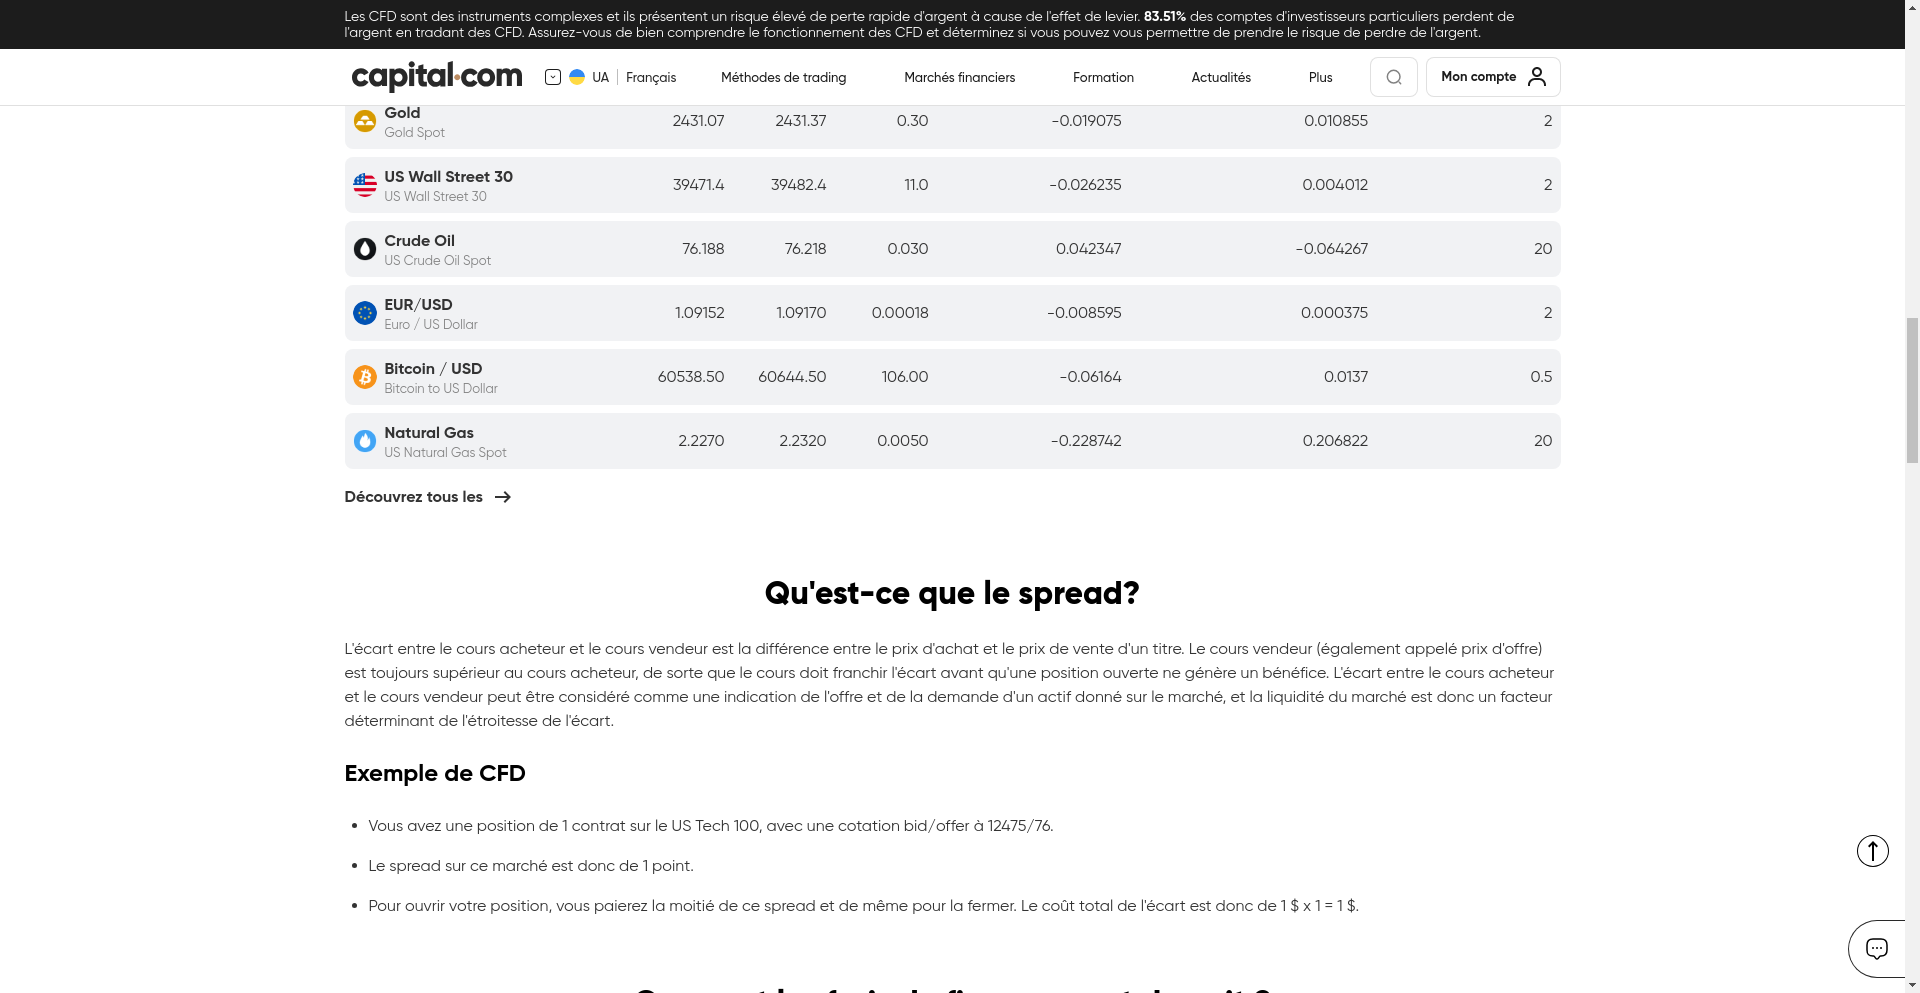 Les CFD sont des instruments complexes et ils présentent un risque élevé de perte rapide d'argent à cause de l'effet de levier. 83.51% des comptes d'investisseurs particuliers perdent de
l'argent en tradant des CFD. Assurez-vous de bien comprendre le fonctionnement des CFD et déterminez si vous pouvez vous permettre de prendre le risque de perdre de l'argent.
capital.com UA Français Méthodes de trading Marchés financiers Formation Actualités Plus Mon compte
Gold
Gold Spot
2431.07 2431.37 0.30 -0.019075 0.010855 2
US Wall Street 30
US Wall Street 30
39471.4 39482.4 11.0 -0.026235 0.004012 2
Crude Oil
US Crude Oil Spot
76.188 76.218 0.030 0.042347 -0.064267 20
EUR/USD
Euro / US Dollar
1.09152 1.09170 0.00018 -0.008595 0.000375 2
Bitcoin / USD
Bitcoin to US Dollar
60538.50 60644.50 106.00 -0.06164 0.0137 0.5
Natural Gas
US Natural Gas Spot
2.2270 2.2320 0.0050 -0.228742 0.206822 20
Découvrez tous les
Qu'est-ce que le spread?
L'écart entre le cours acheteur et le cours vendeur est la différence entre le prix d'achat et le prix de vente d'un titre. Le cours vendeur (également appelé prix d'offre)
est toujours supérieur au cours acheteur, de sorte que le cours doit franchir l'écart avant qu'une position ouverte ne génère un bénéfice. L'écart entre le cours acheteur
et le cours vendeur peut être considéré comme une indication de l'offre et de la demande d'un actif donné sur le marché, et la liquidité du marché est donc un facteur
déterminant de l'étroitesse de l'écart.
Exemple de CFD
• Vous avez une position de 1 contrat sur le US Tech 100, avec une cotation bid/offer à 12475/76.
• Le spread sur ce marché est donc de 1 point.
• Pour ouvrir votre position, vous paierez la moitié de ce spread et de même pour la fermer. Le coût total de l'écart est donc de 1 $ x 1 = 1 $.